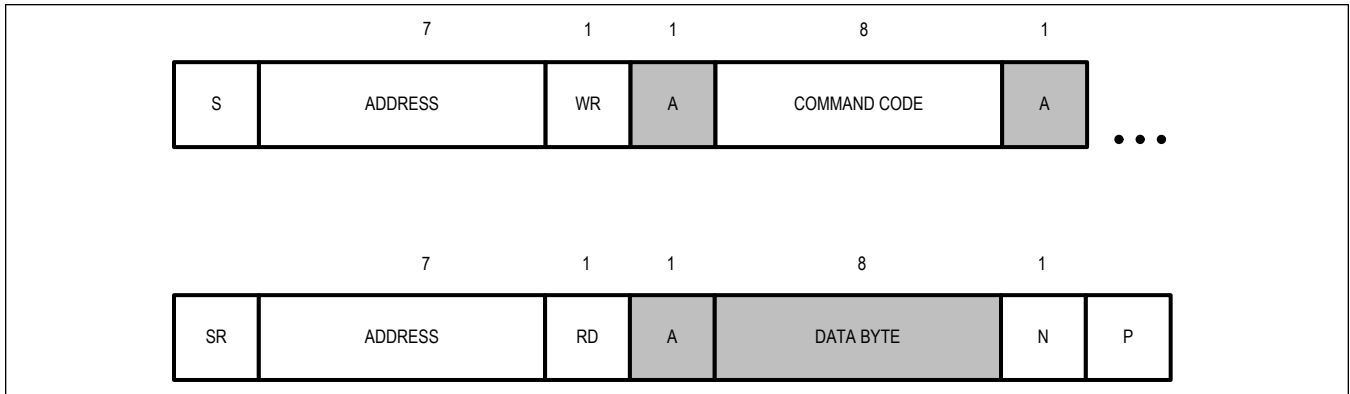 7 1 1 8 1
S ADDRESS WR A COMMAND CODE A
•••
7 1 1 8 1
SR ADDRESS RD A DATA BYTE N P